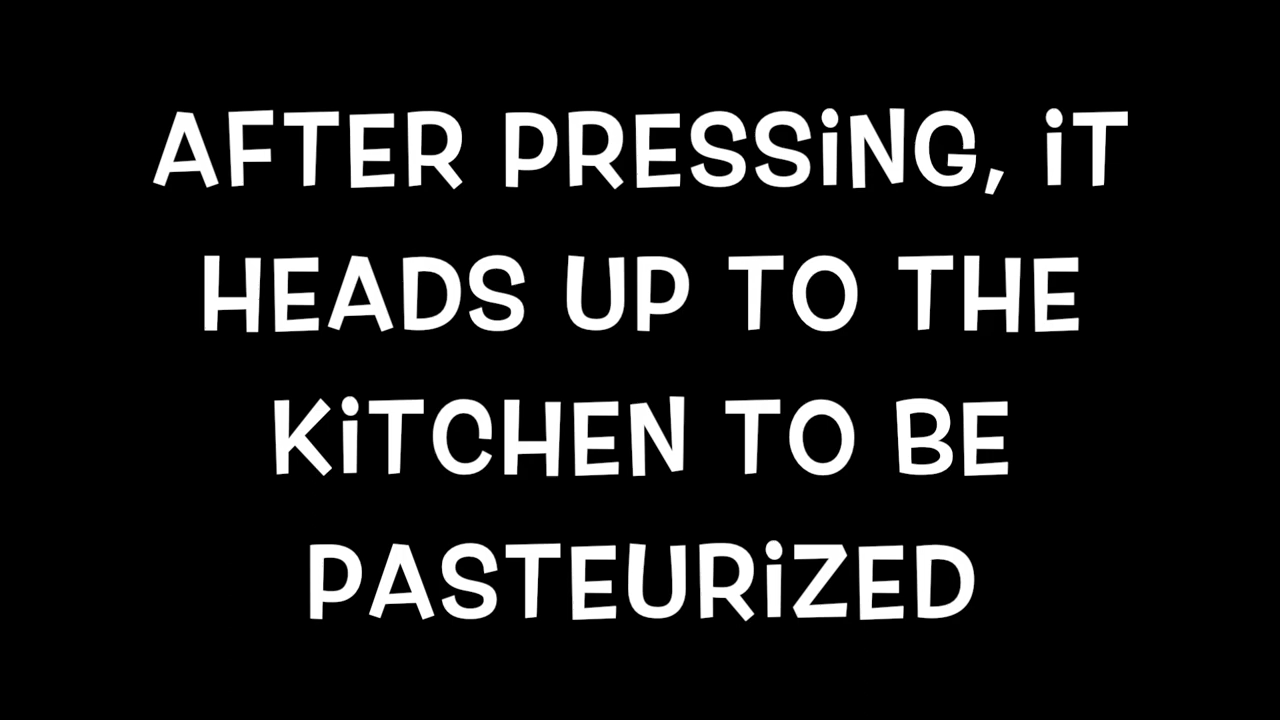 AFTER PRESSiNG, iT
HEADS UP TO THE
KiTCHEN TO BE
PASTEURiZED